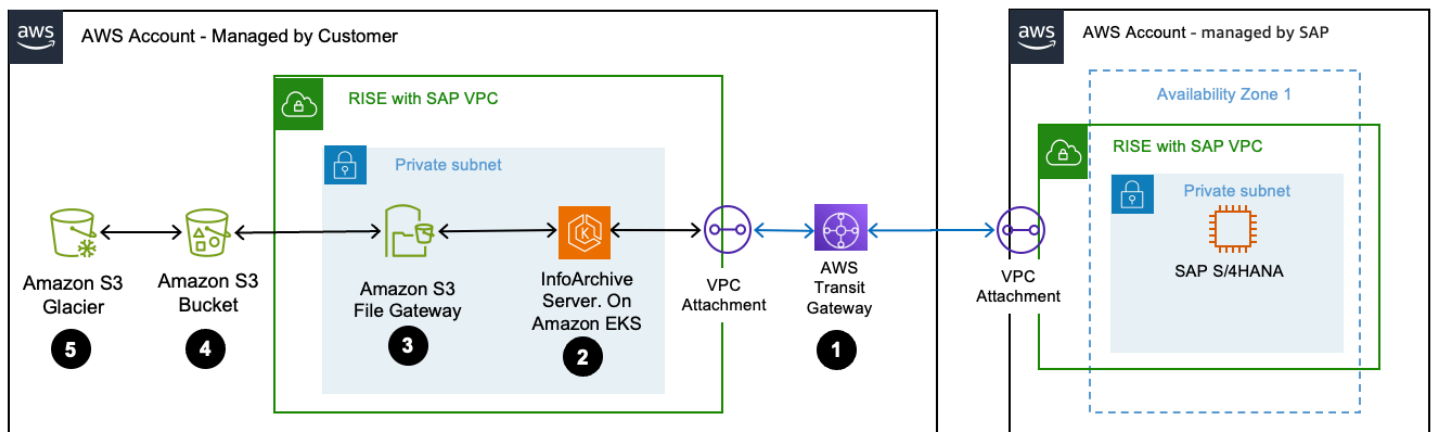 aws
AWS Account - Managed by Customer
RISE with SAP VPC
Private subnet
Amazon S3
Glacier
5
Amazon S3
Bucket
4
Amazon S3
File Gateway
3
K
InfoArchive
Server. On
Amazon EKS
2
VPC
Attachment
AWS
Transit
Gateway
1
aws
AWS Account - managed by SAP
Availability Zone 1
RISE with SAP VPC
Private subnet
SAP S/4HANA
VPC
Attachment